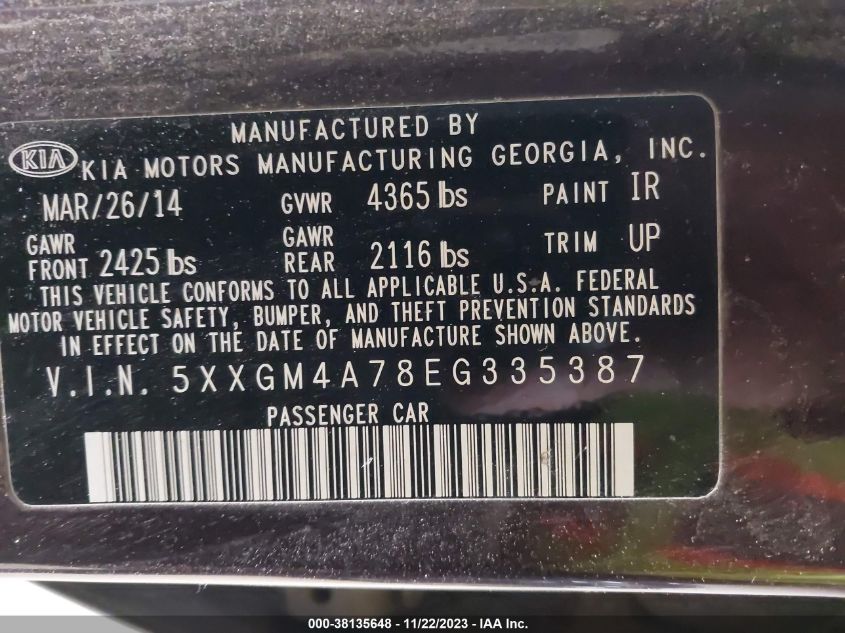 MANUFACTURED BY
KIA KIA MOTORS MANUFACTURING GEORGIA, INC.
MAR/26/14 GVWR 4365 lbs PAINT IR
GAWR FRONT 2425 lbs GAWR REAR 2116 lbs TRIM UP
THIS VEHICLE CONFORMS TO ALL APPLICABLE U.S.A. FEDERAL
MOTOR VEHICLE SAFETY, BUMPER, AND THEFT PREVENTION STANDARDS
IN EFFECT ON THE DATE OF MANUFACTURE SHOWN ABOVE.
V.I.N. 5XXGM4A78EG335387
PASSENGER CAR
000-38135648 - 11/22/2023 - IAA Inc.